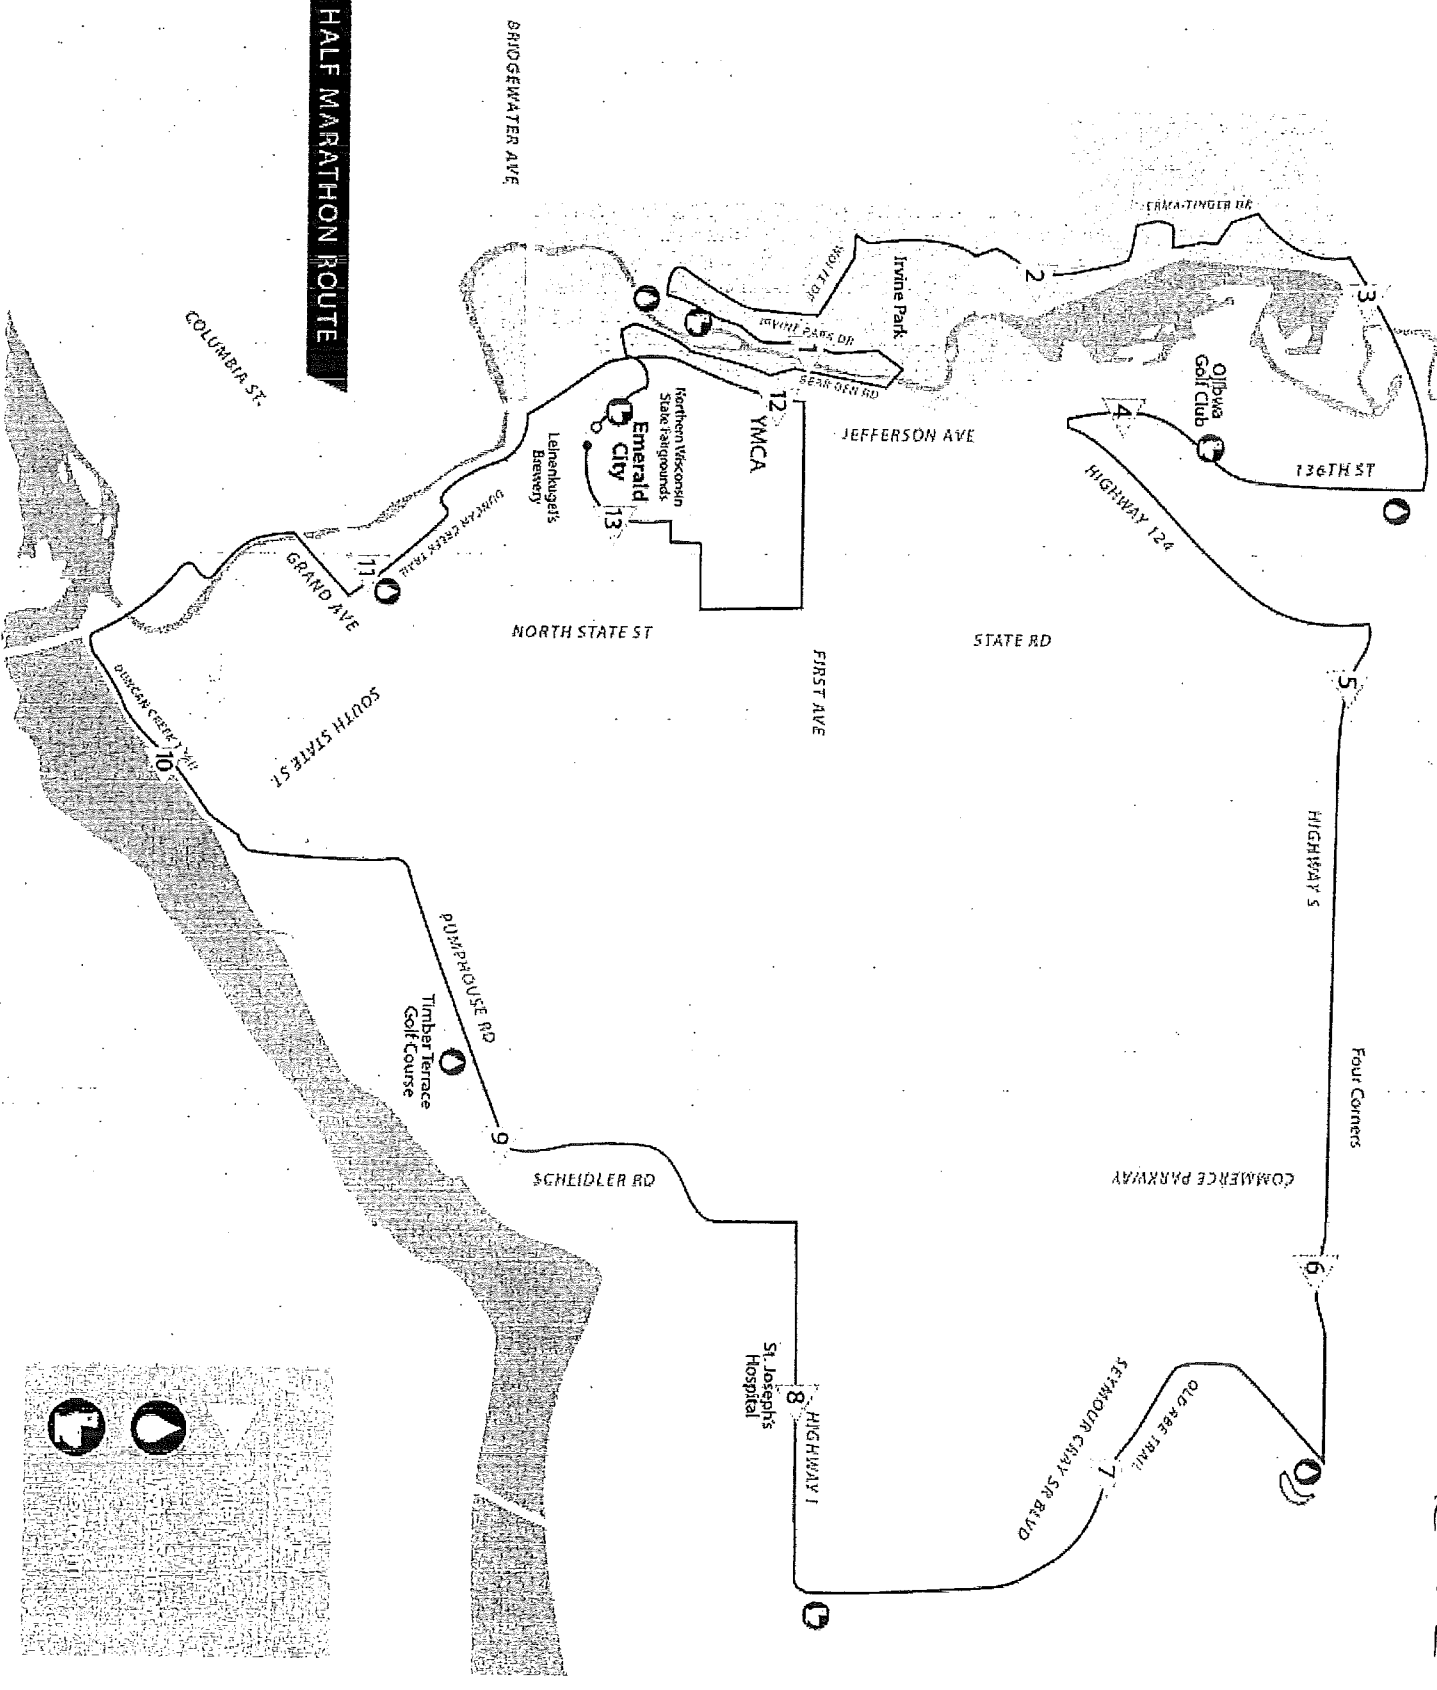 HALF MARATHON ROUTE
BRIDGEWATER AVE
COLUMBIA ST.
ERMA-TINGER DR
3
2
Irvine Park
IRVINE PARK DR
BEAR DEN RD
Ojibwa
Golf Club
4
136TH ST
HIGHWAY 124
JEFFERSON AVE
12
YMCA
Northern Wisconsin
State Fairgrounds
Emerald
City
13
Leinenkugel's
Brewery
DUNCAN CREEK TRAIL
11
GRAND AVE
NORTH STATE ST
STATE RD
FIRST AVE
5
SOUTH STATE ST.
10
HIGHWAY S
PUMPHOUSE RD
Timber Terrace
Golf Course
9
SCHEIDLER RD
Four Corners
COMMERCE PARKWAY
6
St. Joseph's
Hospital
8
HIGHWAY I
SEYMOUR CRAY SR BLVD
OLD ABE TRAIL
7